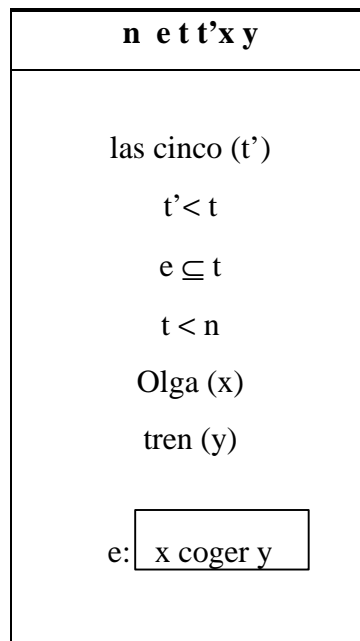 n e t t’x y
las cinco (t’)
t’< t
e ⊆ t
t < n
Olga (x)
tren (y)
e: x coger y